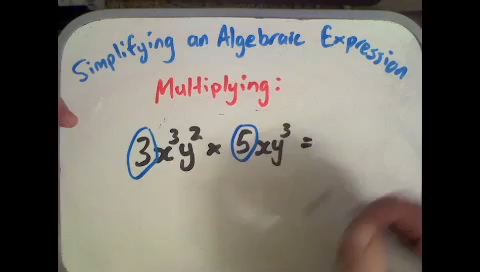 Simplifying an Algebraic Expression
Multiplying:
3x³y² × 5xy³ =